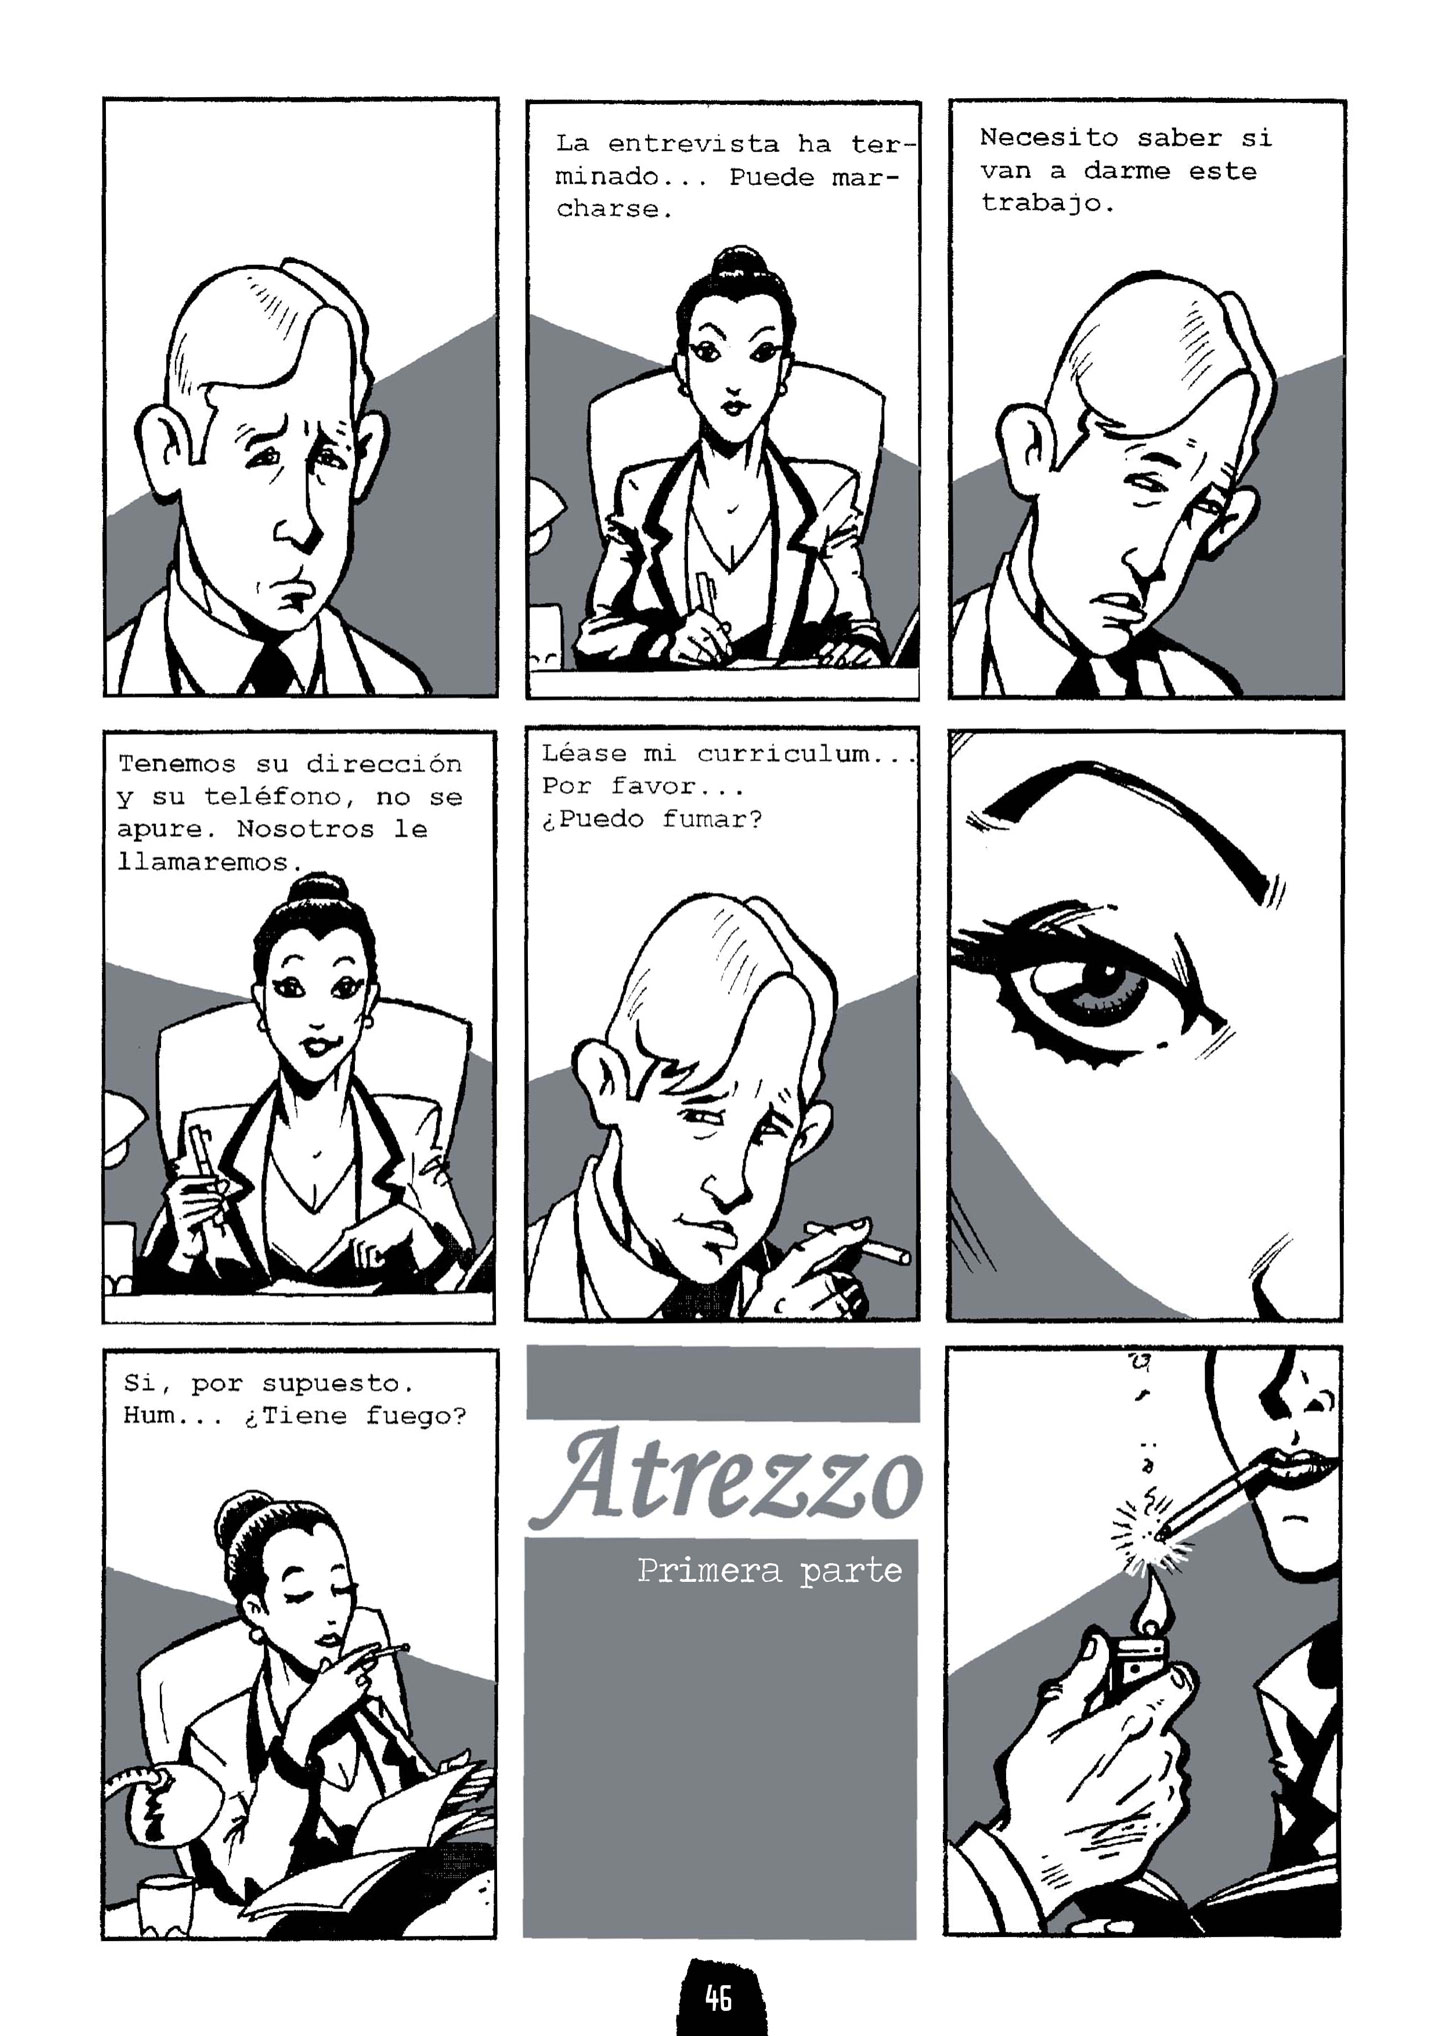 La entrevista ha ter-
minado... Puede mar-
charse.
Necesito saber si
van a darme este
trabajo.
Tenemos su dirección
y su teléfono, no se
apure. Nosotros le
llamaremos.
Léase mi curriculum...
Por favor...
¿Puedo fumar?
Si, por supuesto.
Hum... ¿Tiene fuego?
Atrezzo
Primera parte
46